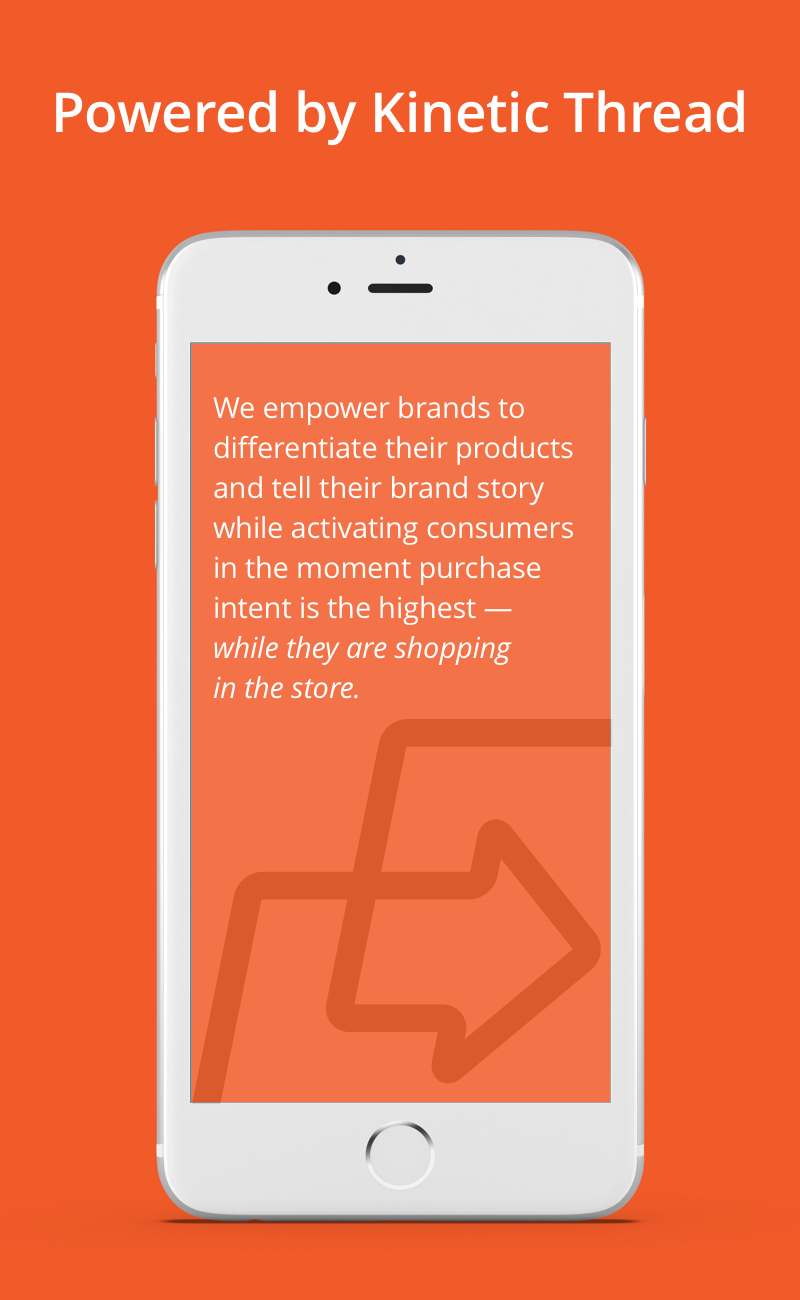 Powered by Kinetic Thread
We empower brands to
differentiate their products
and tell their brand story
while activating consumers
in the moment purchase
intent is the highest —
while they are shopping
in the store.